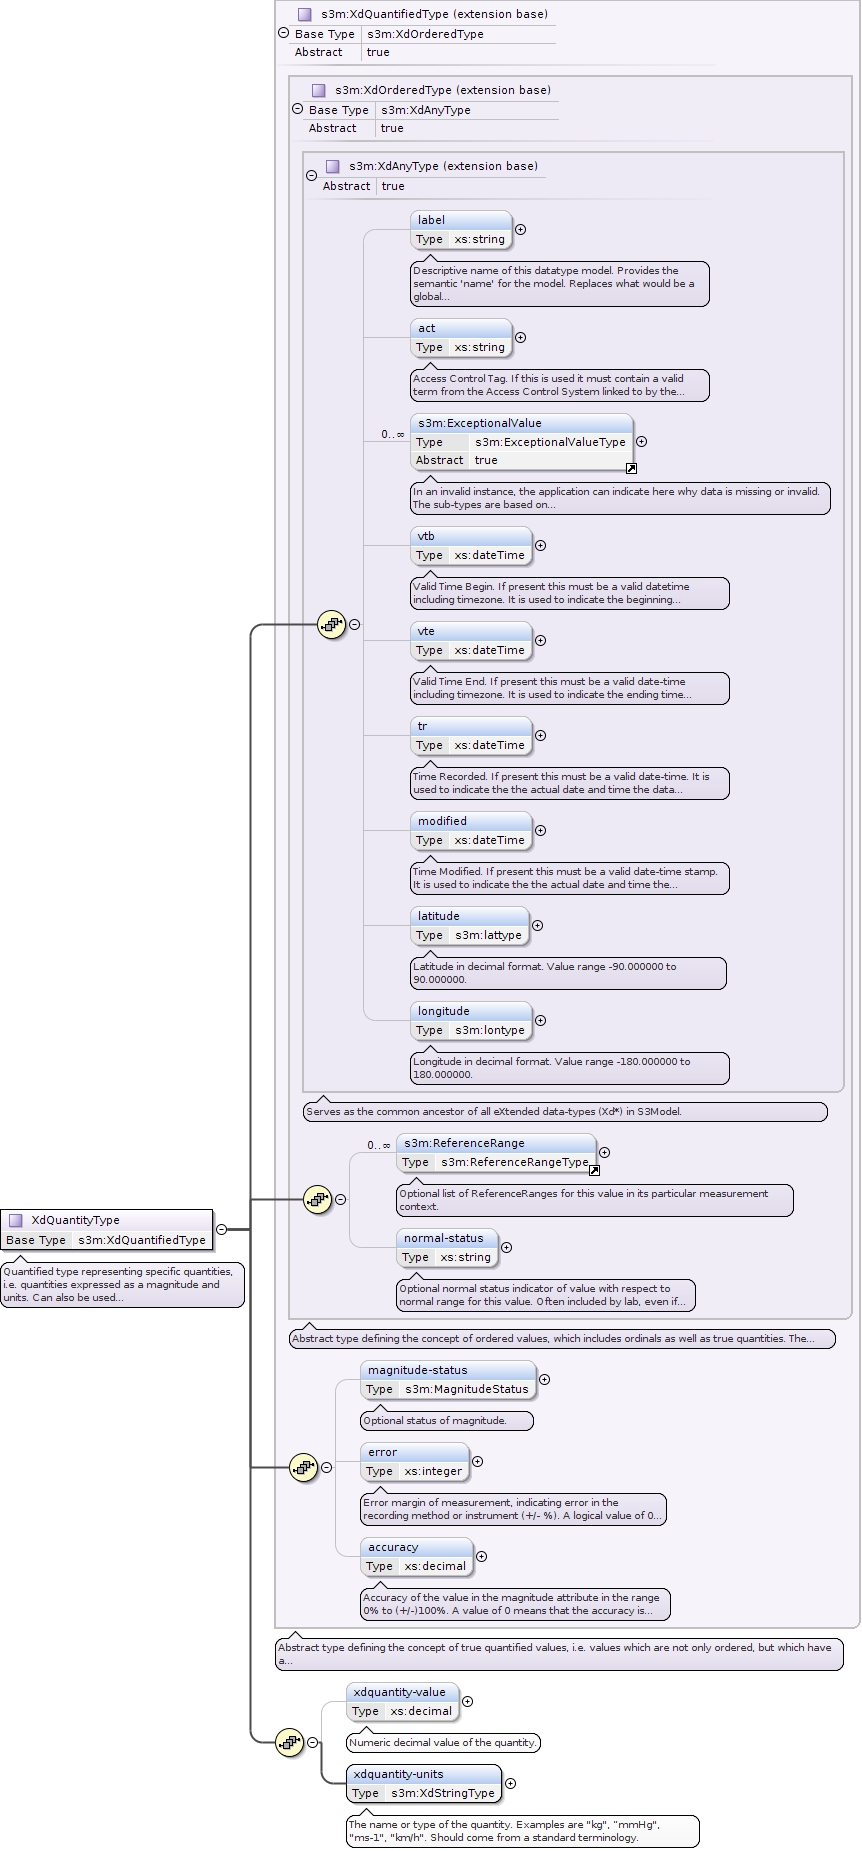 s3m:XdQuantifiedType (extension base)
Base Type s3m:XdOrderedType
Abstract true
s3m:XdOrderedType (extension base)
Base Type s3m:XdAnyType
Abstract true
s3m:XdAnyType (extension base)
Abstract true
label
Type xs:string
Descriptive name of this datatype model. Provides the
semantic 'name' for the model. Replaces what would be a
global...
act
Type xs:string
Access Control Tag. If this is used it must contain a valid
term from the Access Control System linked to by the...
0..∞
s3m:ExceptionalValue
Type s3m:ExceptionalValueType
Abstract true
In an invalid instance, the application can indicate here why data is missing or invalid.
The sub-types are based on...
vtb
Type xs:dateTime
Valid Time Begin. If present this must be a valid datetime
including timezone. It is used to indicate the beginning...
vte
Type xs:dateTime
Valid Time End. If present this must be a valid date-time
including timezone. It is used to indicate the ending time...
tr
Type xs:dateTime
Time Recorded. If present this must be a valid date-time. It is
used to indicate the the actual date and time the data...
modified
Type xs:dateTime
Time Modified. If present this must be a valid date-time stamp.
It is used to indicate the the actual date and time the...
latitude
Type s3m:lattype
Latitude in decimal format. Value range -90.000000 to
90.000000.
longitude
Type s3m:lontype
Longitude in decimal format. Value range -180.000000 to
180.000000.
Serves as the common ancestor of all eXtended data-types (Xd*) in S3Model.
0..∞
s3m:ReferenceRange
Type s3m:ReferenceRangeType
Optional list of ReferenceRanges for this value in its particular measurement
context.
XdQuantityType
Base Type s3m:XdQuantifiedType
Quantified type representing specific quantities,
i.e. quantities expressed as a magnitude and
units. Can also be used...
normal-status
Type xs:string
Optional normal status indicator of value with respect to
normal range for this value. Often included by lab, even if...
Abstract type defining the concept of ordered values, which includes ordinals as well as true quantities. The...
magnitude-status
Type s3m:MagnitudeStatus
Optional status of magnitude.
error
Type xs:integer
Error margin of measurement, indicating error in the
recording method or instrument (+/- %). A logical value of 0...
accuracy
Type xs:decimal
Accuracy of the value in the magnitude attribute in the range
0% to (+/-)100%. A value of 0 means that the accuracy is...
Abstract type defining the concept of true quantified values, i.e. values which are not only ordered, but which have
a...
xdquantity-value
Type xs:decimal
Numeric decimal value of the quantity.
xdquantity-units
Type s3m:XdStringType
The name or type of the quantity. Examples are "kg", "mmHg",
"ms-1", "km/h". Should come from a standard terminology.